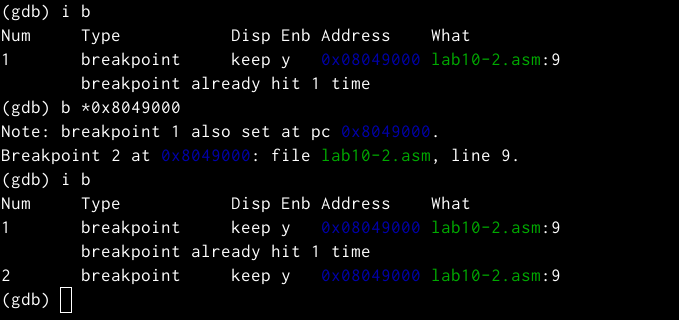 (gdb) i b
Num     Type           Disp Enb Address    What
1       breakpoint     keep y   0x08049000 lab10-2.asm:9
        breakpoint already hit 1 time
(gdb) b *0x8049000
Note: breakpoint 1 also set at pc 0x8049000.
Breakpoint 2 at 0x8049000: file lab10-2.asm, line 9.
(gdb) i b
Num     Type           Disp Enb Address    What
1       breakpoint     keep y   0x08049000 lab10-2.asm:9
        breakpoint already hit 1 time
2       breakpoint     keep y   0x08049000 lab10-2.asm:9
(gdb)